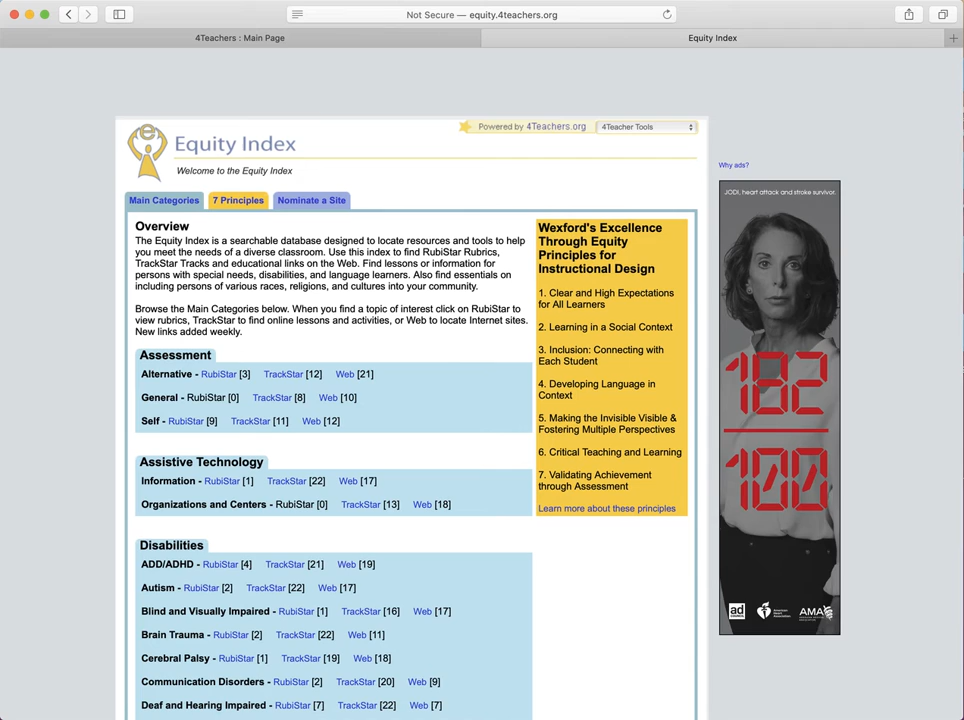 Not Secure — equity.4teachers.org
4Teachers : Main Page
Equity Index
Powered by 4Teachers.org
4Teacher Tools
Equity Index
Welcome to the Equity Index
Why ads?
Main Categories
7 Principles
Nominate a Site
Overview
The Equity Index is a searchable database designed to locate resources and tools to help
you meet the needs of a diverse classroom. Use this index to find RubiStar Rubrics,
TrackStar Tracks and educational links on the Web. Find lessons or information for
persons with special needs, disabilities, and language learners. Also find essentials on
including persons of various races, religions, and cultures into your community.
Browse the Main Categories below. When you find a topic of interest click on RubiStar to
view rubrics, TrackStar to find online lessons and activities, or Web to locate Internet sites.
New links added weekly.
Assessment
Alternative - RubiStar [3] TrackStar [12] Web [21]
General - RubiStar [0] TrackStar [8] Web [10]
Self - RubiStar [9] TrackStar [11] Web [12]
Assistive Technology
Information - RubiStar [1] TrackStar [22] Web [17]
Organizations and Centers - RubiStar [0] TrackStar [13] Web [18]
Disabilities
ADD/ADHD - RubiStar [4] TrackStar [21] Web [19]
Autism - RubiStar [2] TrackStar [22] Web [17]
Blind and Visually Impaired - RubiStar [1] TrackStar [16] Web [17]
Brain Trauma - RubiStar [2] TrackStar [22] Web [11]
Cerebral Palsy - RubiStar [1] TrackStar [19] Web [18]
Communication Disorders - RubiStar [2] TrackStar [20] Web [9]
Deaf and Hearing Impaired - RubiStar [7] TrackStar [22] Web [7]
Wexford's Excellence
Through Equity
Principles for
Instructional Design
1. Clear and High Expectations
for All Learners
2. Learning in a Social Context
3. Inclusion: Connecting with
Each Student
4. Developing Language in
Context
5. Making the Invisible Visible &
Fostering Multiple Perspectives
6. Critical Teaching and Learning
7. Validating Achievement
through Assessment
Learn more about these principles
JODI, heart attack and stroke survivor.
182
100
ad
American
Heart
Association.
AMA